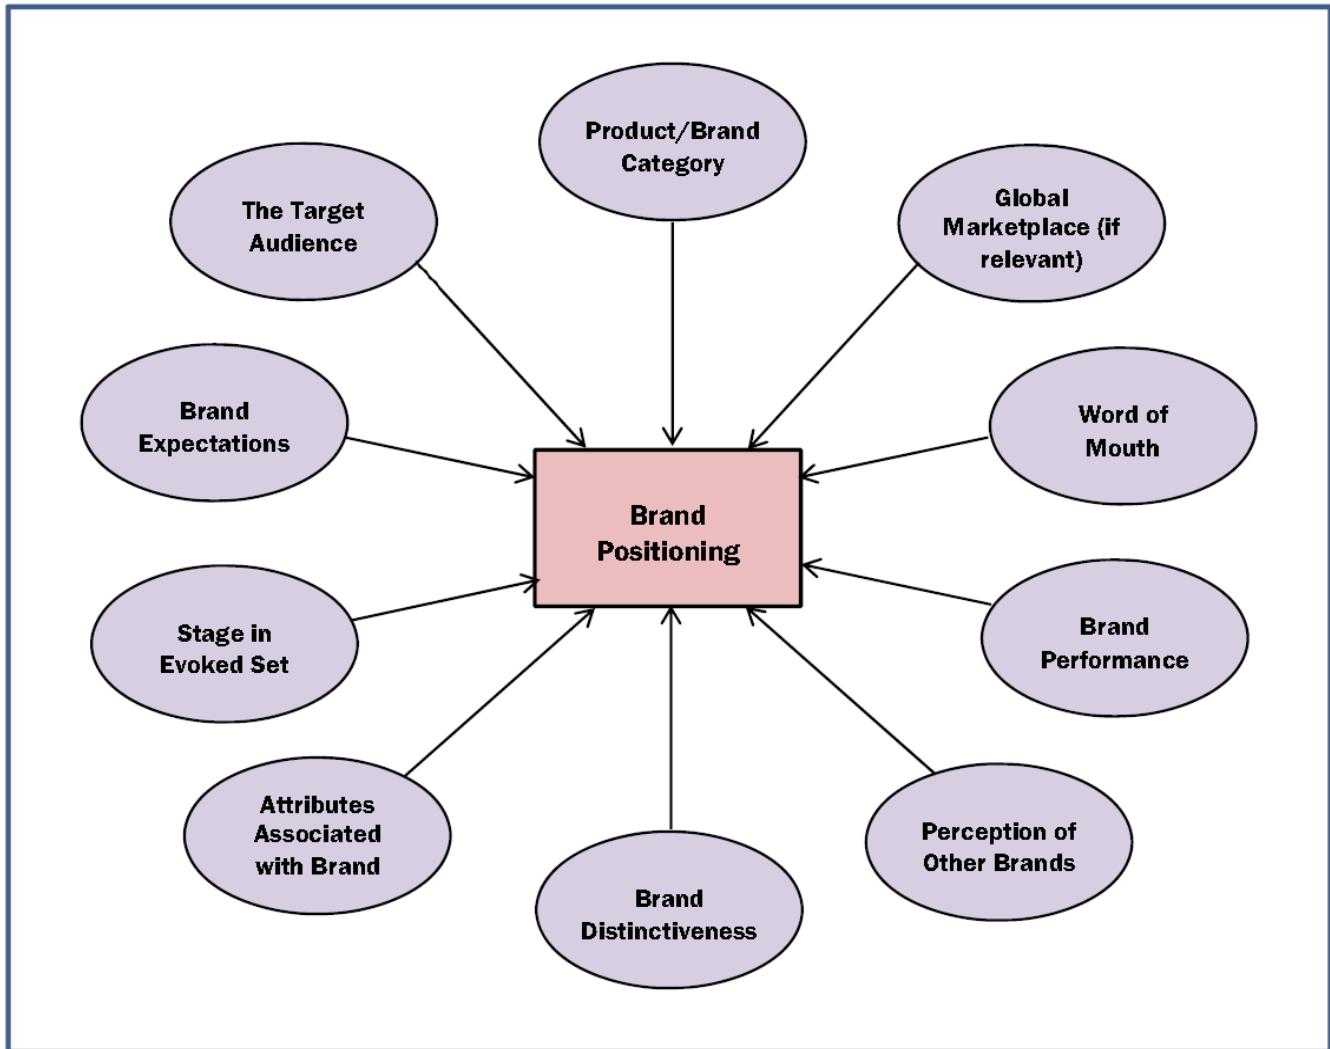 Product/Brand
Category
The Target
Audience
Global
Marketplace (if
relevant)
Brand
Expectations
Word of
Mouth
Brand
Positioning
Stage in
Evoked Set
Brand
Performance
Attributes
Associated
with Brand
Perception of
Other Brands
Brand
Distinctiveness